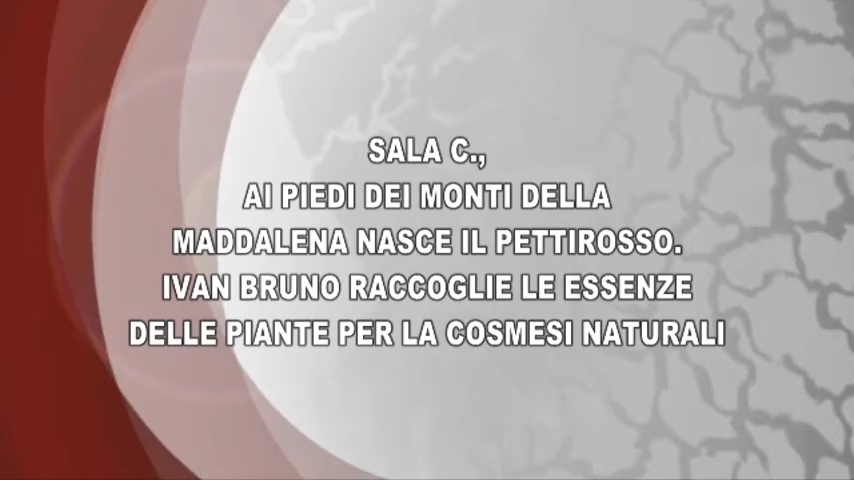 SALA C.,
AI PIEDI DEI MONTI DELLA
MADDALENA NASCE IL PETTIROSSO.
IVAN BRUNO RACCOGLIE LE ESSENZE
DELLE PIANTE PER LA COSMESI NATURALI